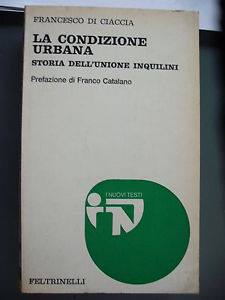 FRANCESCO DI CIACCIA
LA CONDIZIONE
URBANA
STORIA DELL'UNIONE INQUILINI
Prefazione di Franco Catalano
I NUOVI TESTI
FELTRINELLI